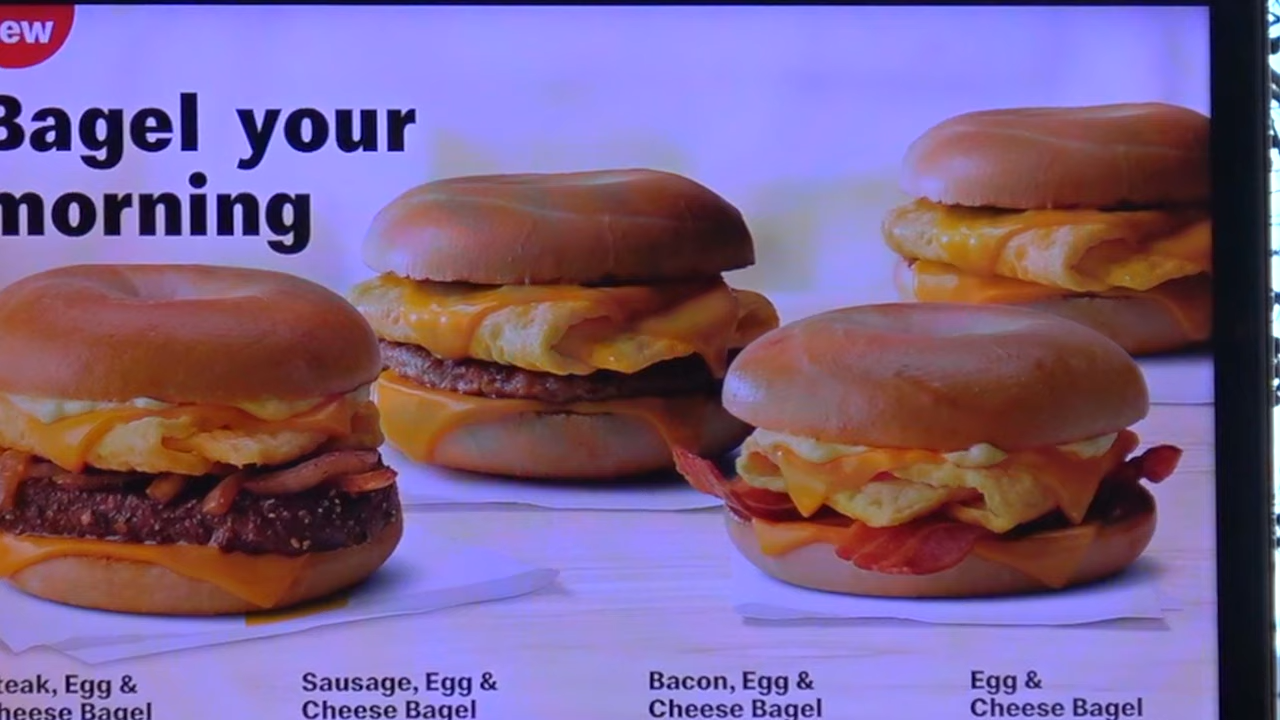 ew
Bagel your
morning
teak, Egg &
heese Bagel
Sausage, Egg &
Cheese Bagel
Bacon, Egg &
Cheese Bagel
Egg &
Cheese Bagel